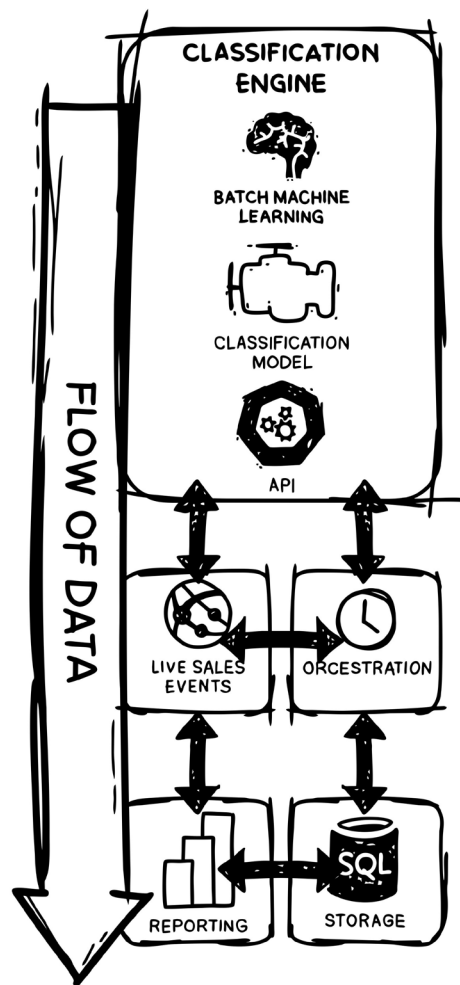 CLASSIFICATION
ENGINE
BATCH MACHINE
LEARNING
CLASSIFICATION
MODEL
API
FLOW OF DATA
LIVE SALES
EVENTS
ORCESTRATION
REPORTING
SQL
STORAGE